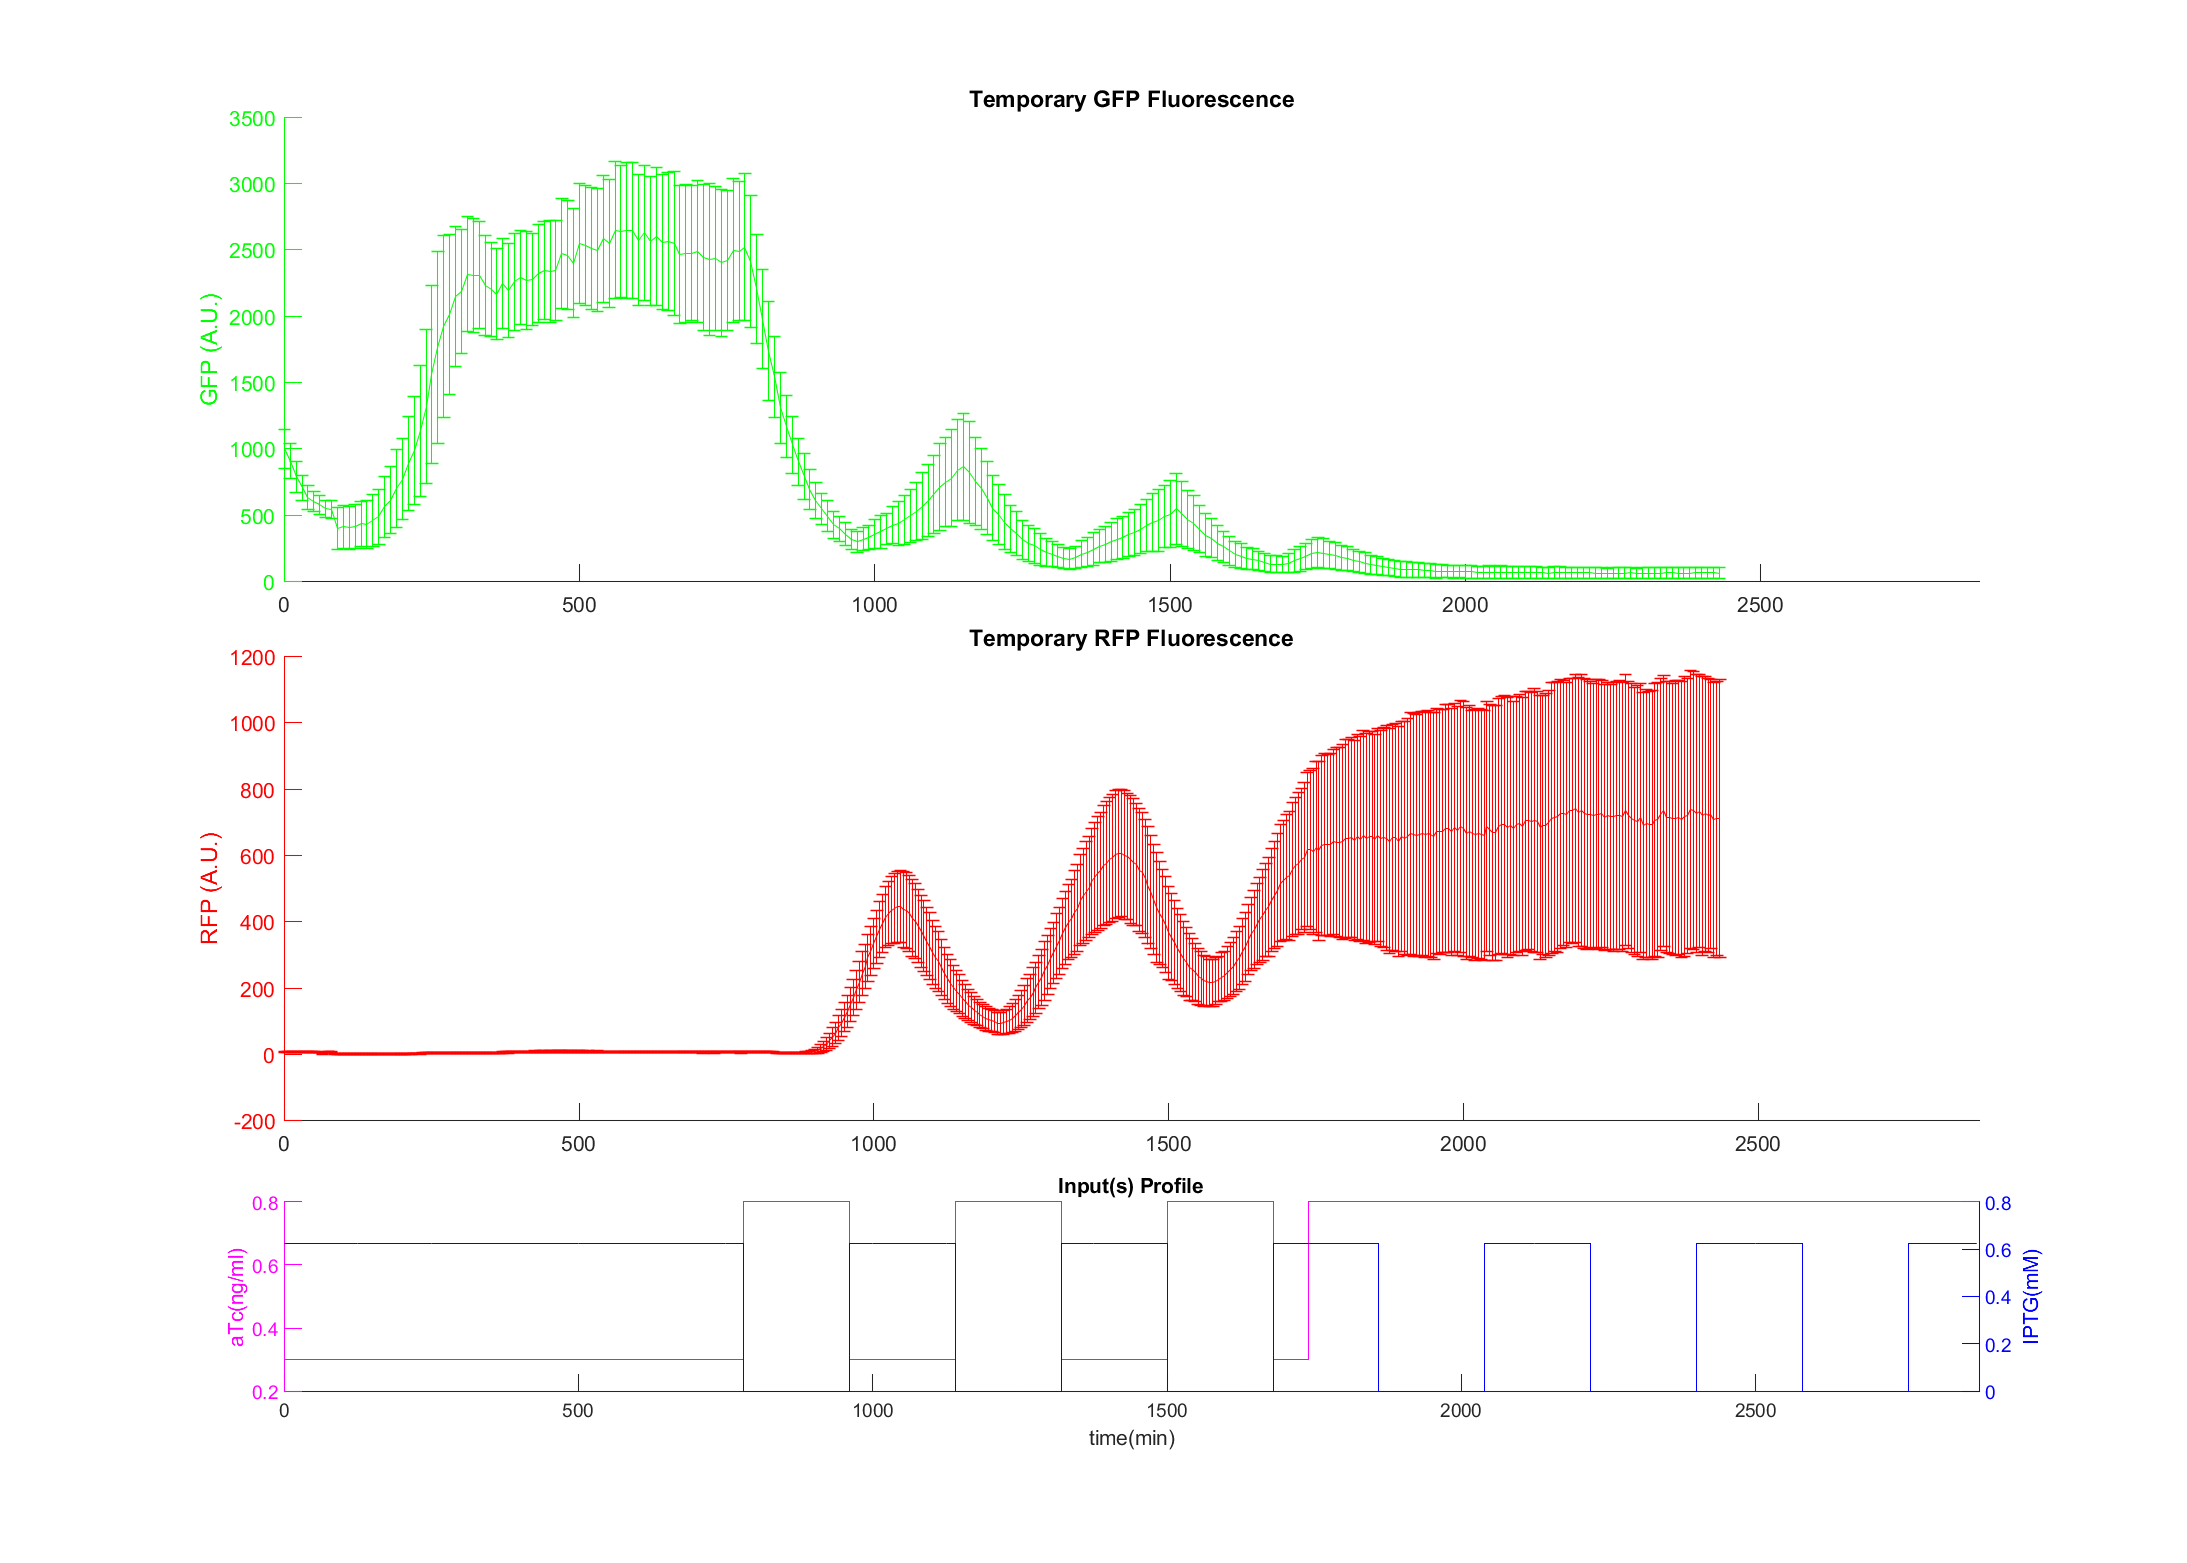 Temporary GFP Fluorescence
3500
3000
2500
2000
1500
1000
500
0
GFP (A.U.)
0 500 1000 1500 2000 2500
Temporary RFP Fluorescence
1200
1000
800
600
400
200
0
-200
RFP (A.U.)
0 500 1000 1500 2000 2500
Input(s) Profile
0.8
0.6
0.4
0.2
aTc(ng/ml)
0.8
0.6
0.4
0.2
0
IPTG(mM)
0 500 1000 1500 2000 2500
time(min)